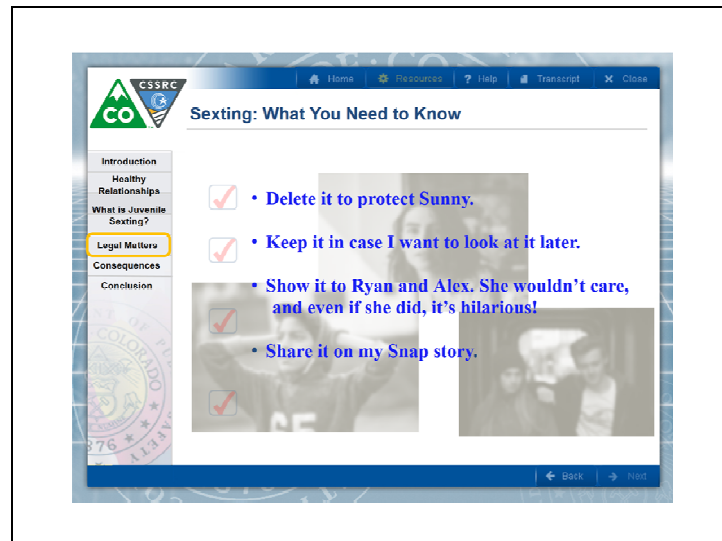 CSSRC
CO
Home
Resources
? Help
Transcript
Close
Sexting: What You Need to Know
Introduction
Healthy
Relationships
What is Juvenile
Sexting?
Legal Matters
Consequences
Conclusion
• Delete it to protect Sunny.
• Keep it in case I want to look at it later.
• Show it to Ryan and Alex. She wouldn't care,
and even if she did, it's hilarious!
• Share it on my Snap story.
COLORADO
SAFETY
Back
Next